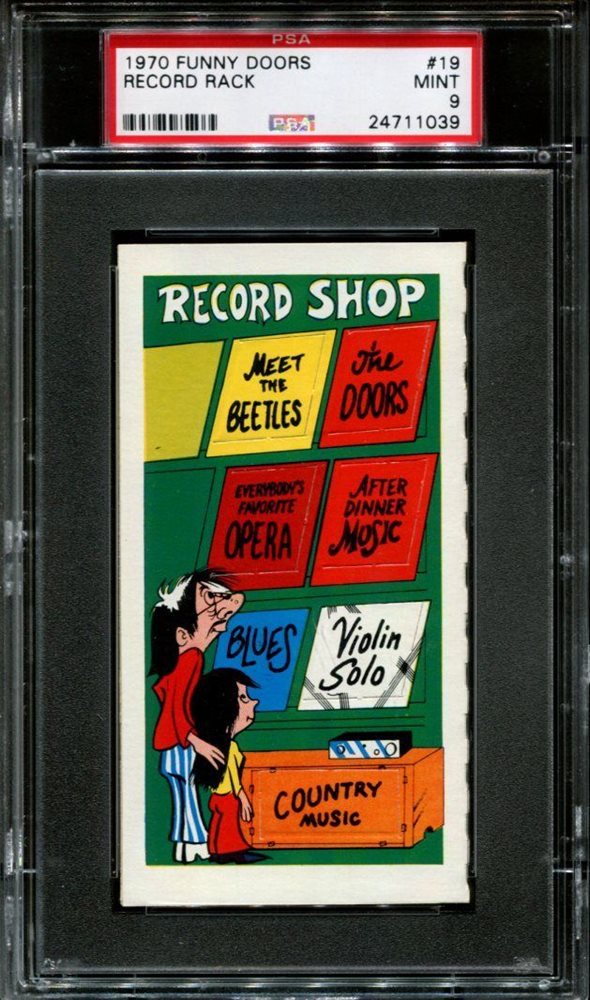 PSA
1970 FUNNY DOORS #19
RECORD RACK MINT
9
PSA 24711039
RECORD SHOP
MEET
THE
BEETLES
The
DOORS
EVERYBODY'S
FAVORITE
OPERA
AFTER
DINNER
MUSIC
BLUES
Violin
Solo
COUNTRY
MUSIC